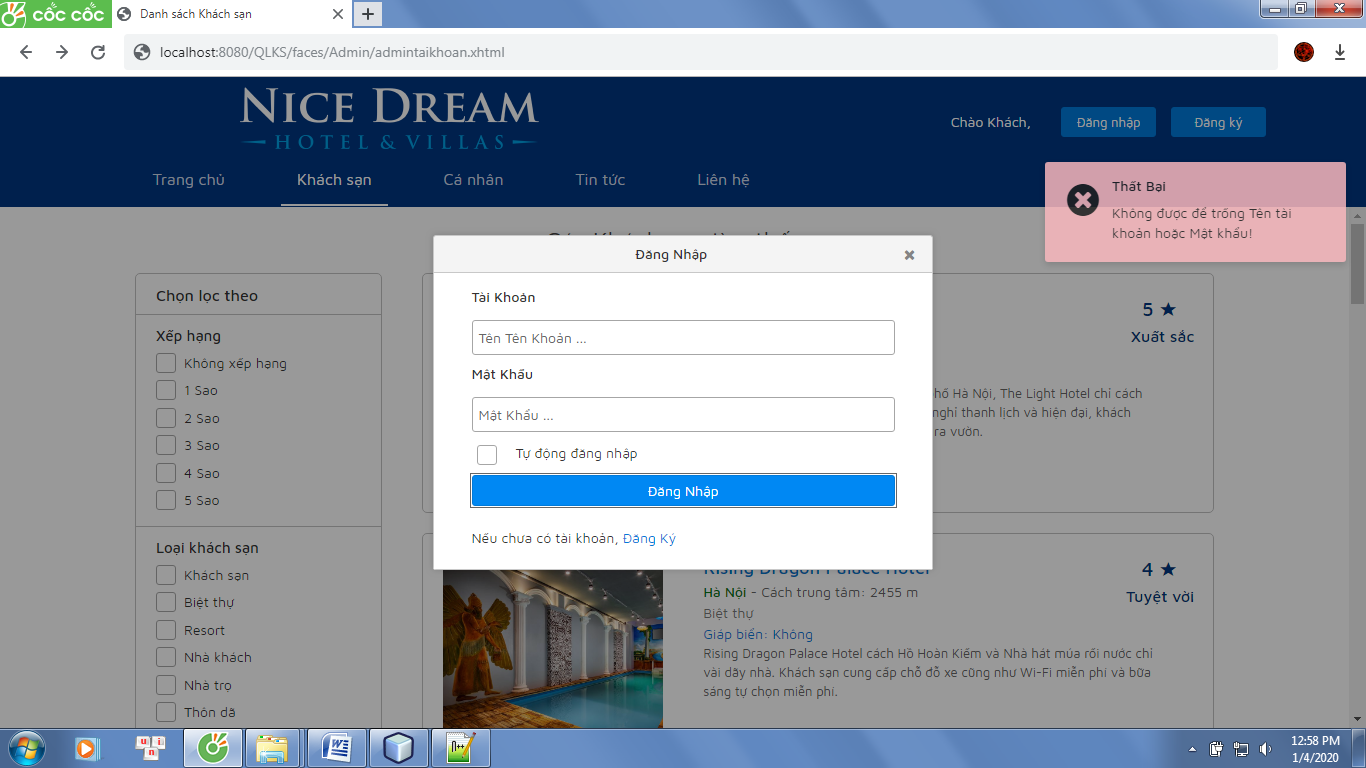 cốc cốc
Danh sách Khách sạn
localhost:8080/QLKS/faces/Admin/admintaikhoan.xhtml
NICE DREAM
HOTEL & VILLAS
Chào Khách,
Đăng nhập
Đăng ký
Trang chủ
Khách sạn
Cá nhân
Tin tức
Liên hệ
Thất Bại
Không được để trống Tên tài
khoản hoặc Mật khẩu!
Đăng Nhập
Tài Khoản
Tên Tên Khoản ...
Mật Khẩu
Mật Khẩu ...
Tự động đăng nhập
Đăng Nhập
Nếu chưa có tài khoản, Đăng Ký
Chọn lọc theo
Xếp hạng
Không xếp hạng
1 Sao
2 Sao
3 Sao
4 Sao
5 Sao
Loại khách sạn
Khách sạn
Biệt thự
Resort
Nhà khách
Nhà trọ
Thôn dã
5 ★
Xuất sắc
Hà Nội, The Light Hotel chỉ cách
nghỉ thanh lịch và hiện đại, khách
ra vườn.
Rising Dragon Palace Hotel
Hà Nội - Cách trung tâm: 2455 m
Biệt thự
Giáp biển: Không
Rising Dragon Palace Hotel cách Hồ Hoàn Kiếm và Nhà hát múa rối nước chỉ
vài dãy nhà. Khách sạn cung cấp chỗ đỗ xe cũng như Wi-Fi miễn phí và bữa
sáng tự chọn miễn phí.
4 ★
Tuyệt vời
12:58 PM
1/4/2020